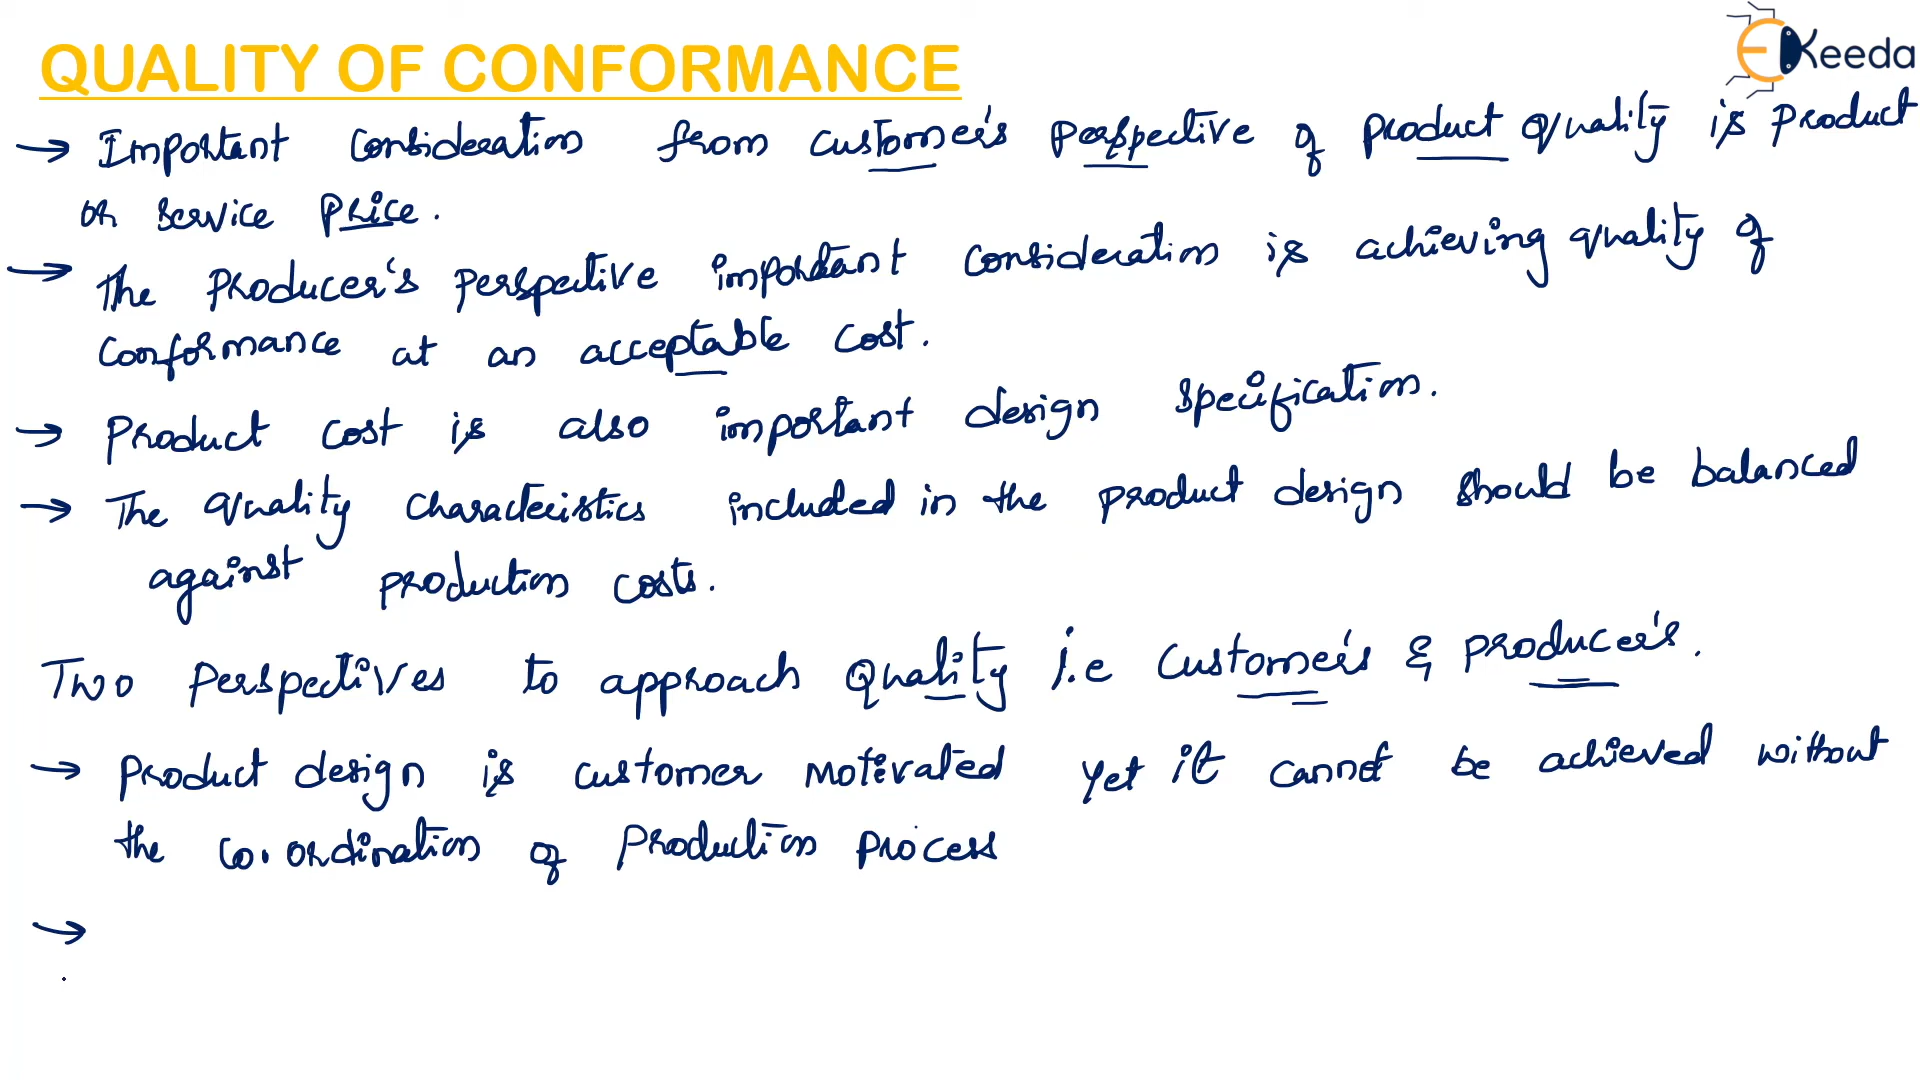 QUALITY OF CONFORMANCE
EKeeda
→ Important consideration from customer's perspective of product quality is product
or service price.
→ The producer's perspective important consideration is achieving quality of
conformance at an acceptable cost.
→ Product cost is also important design specification.
→ The quality characteristics included in the product design should be balanced
against production costs.
Two perspectives to approach Quality i.e customer's & producer's.
→ Product design is customer motivated yet it cannot be achieved without
the co-ordination of production process
→